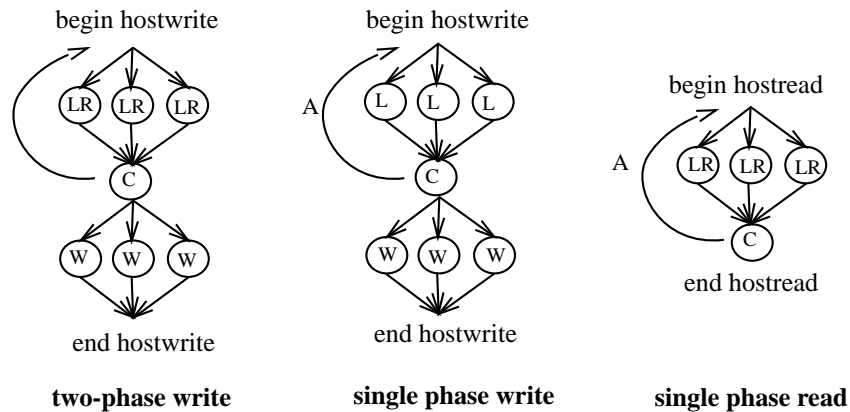 begin hostwrite
begin hostwrite
begin hostread
LR LR LR
L L L
A
A
LR LR LR
C
C
C
W W W
W W W
end hostread
end hostwrite
end hostwrite
two-phase write
single phase write
single phase read